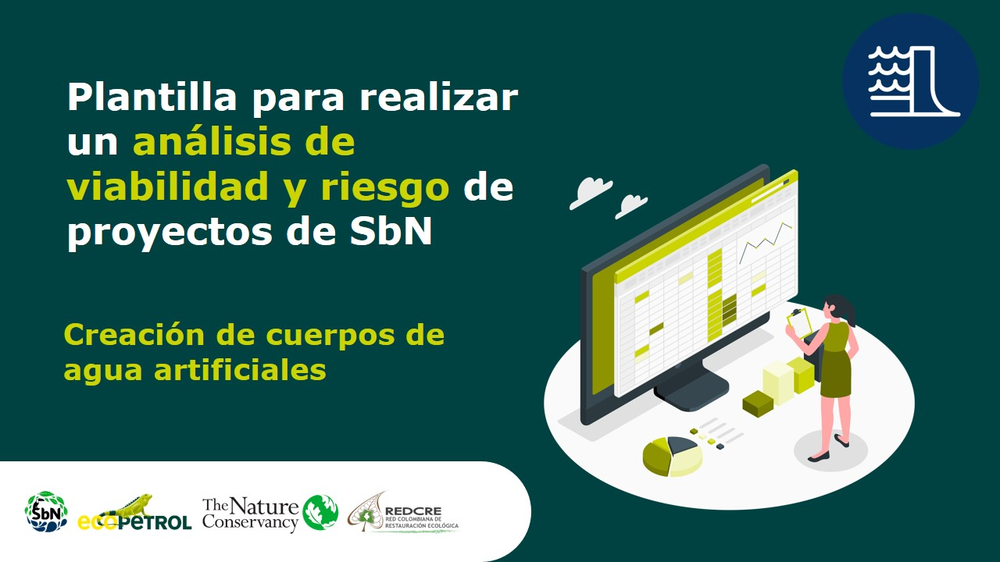 Plantilla para realizar
un análisis de
viabilidad y riesgo de
proyectos de SbN
Creación de cuerpos de
agua artificiales
SbN
ecoPETROL
The Nature
Conservancy
REDCRE
RED COLOMBIANA DE
RESTAURACIÓN ECOLÓGICA